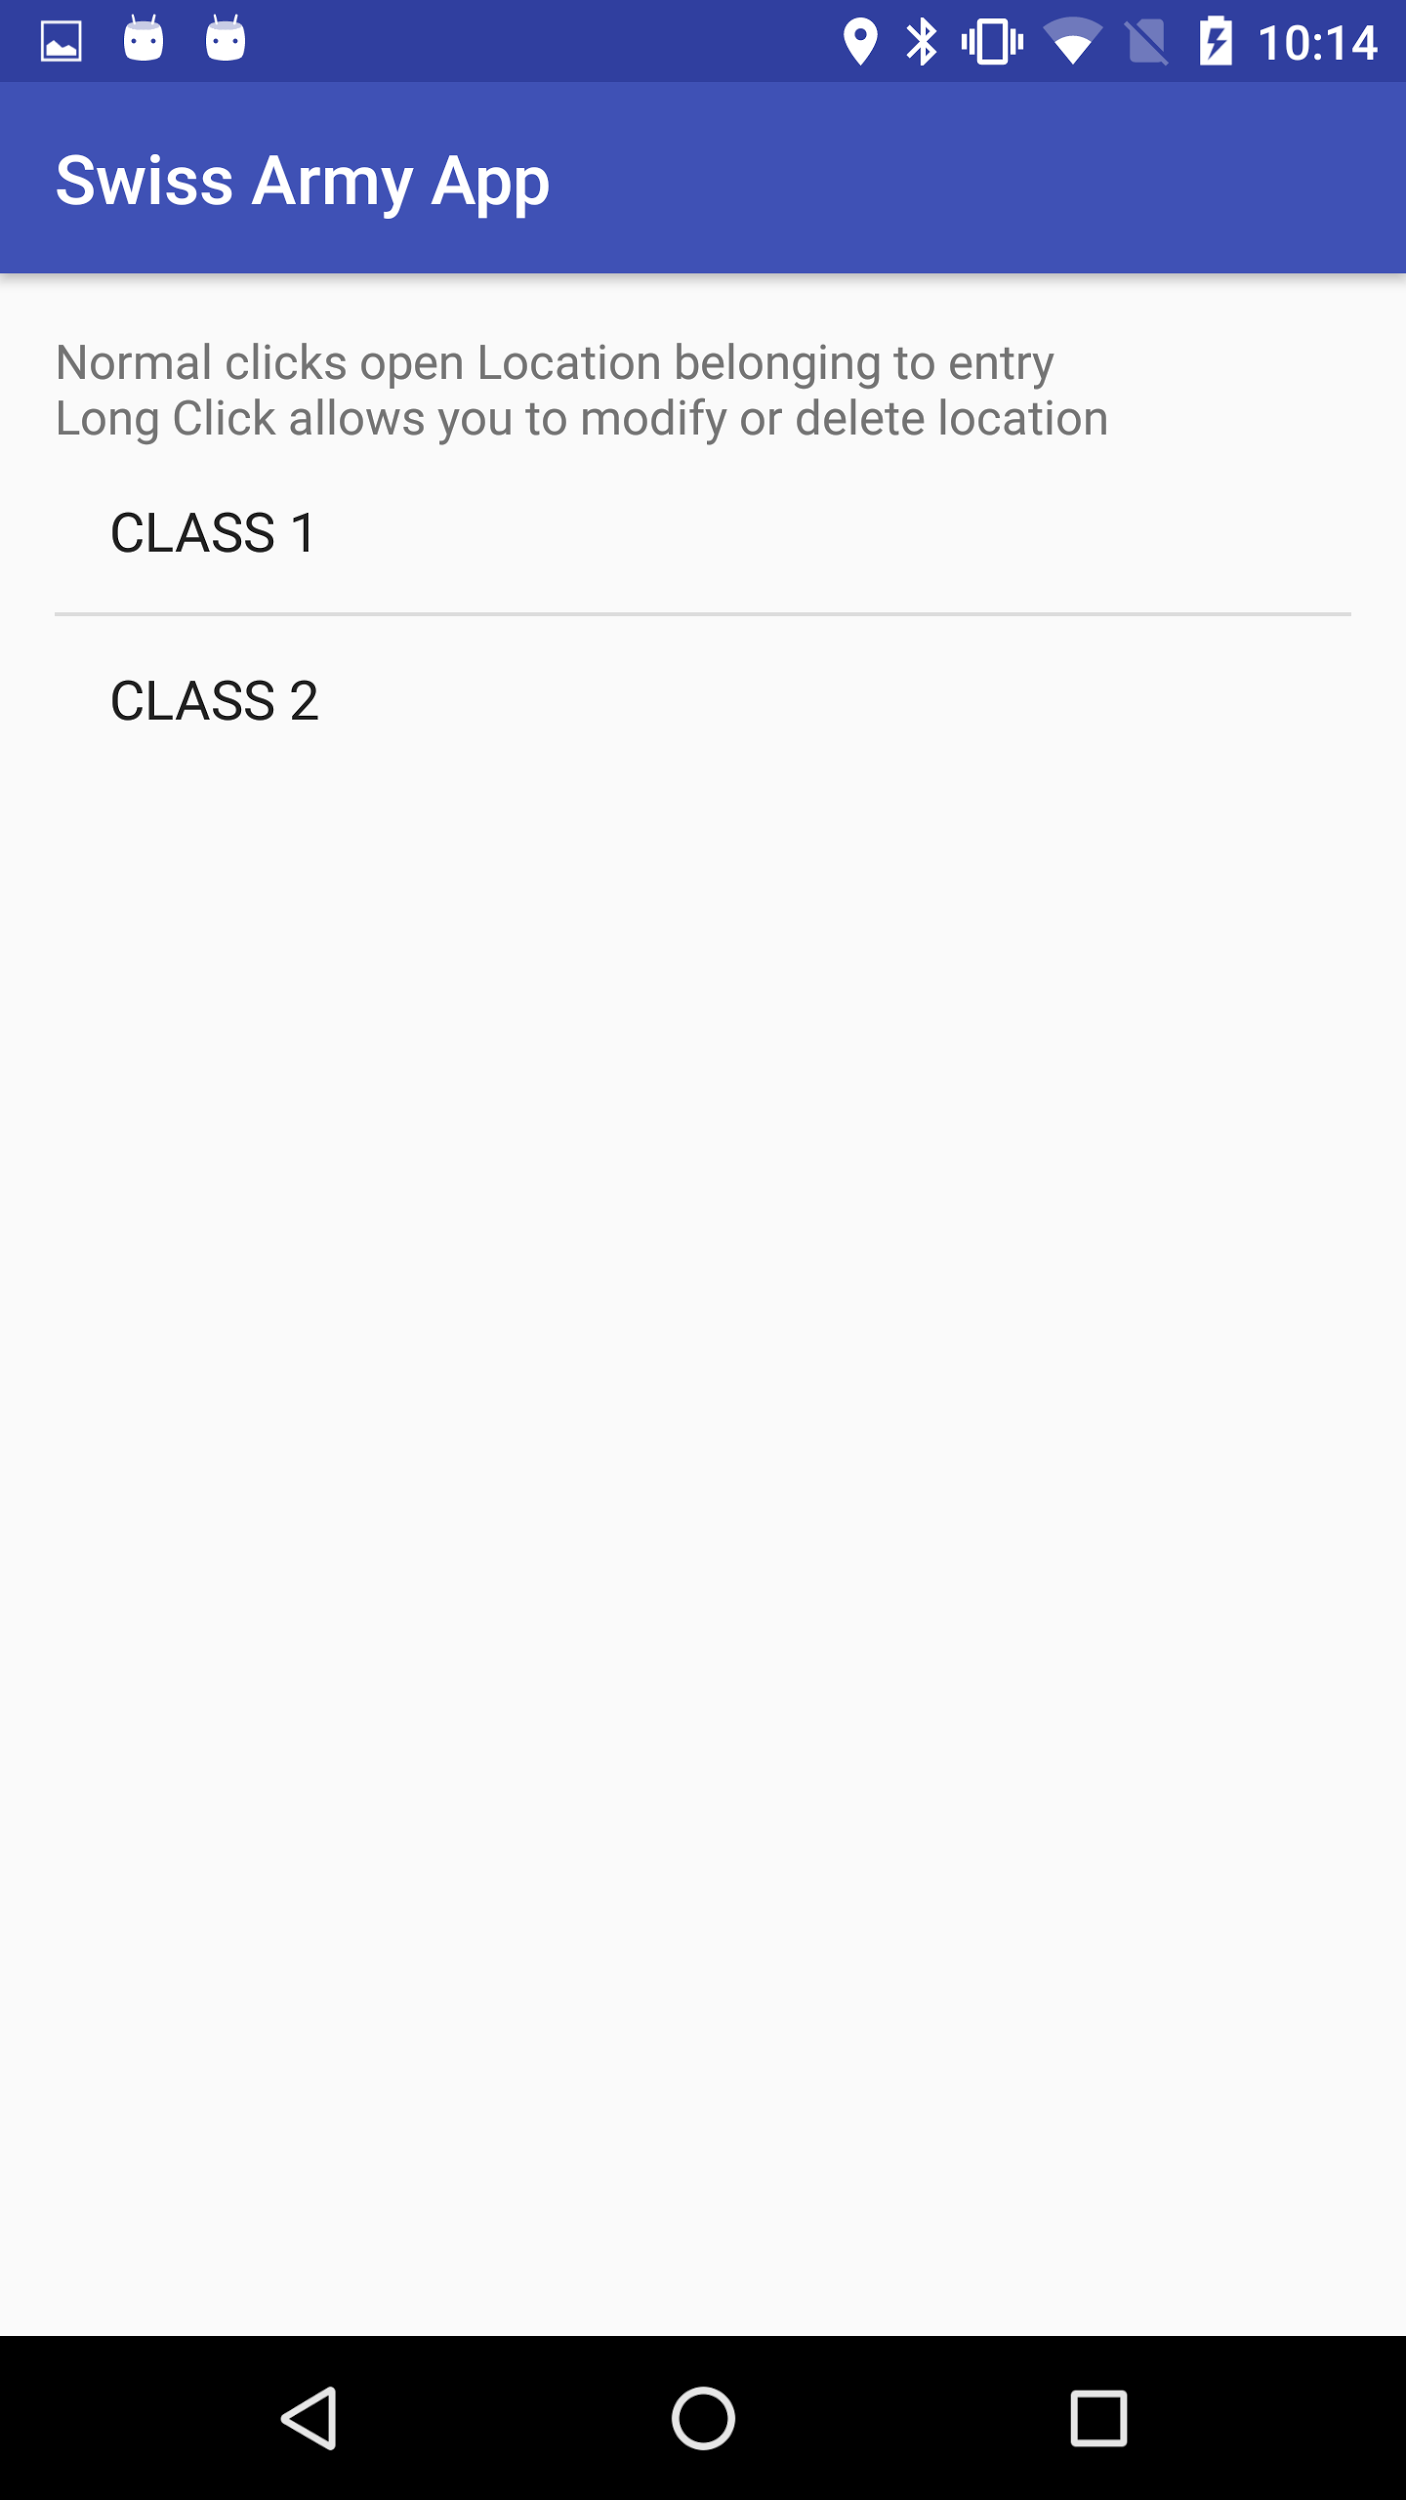 10:14
Swiss Army App
Normal clicks open Location belonging to entry
Long Click allows you to modify or delete location
CLASS 1
CLASS 2